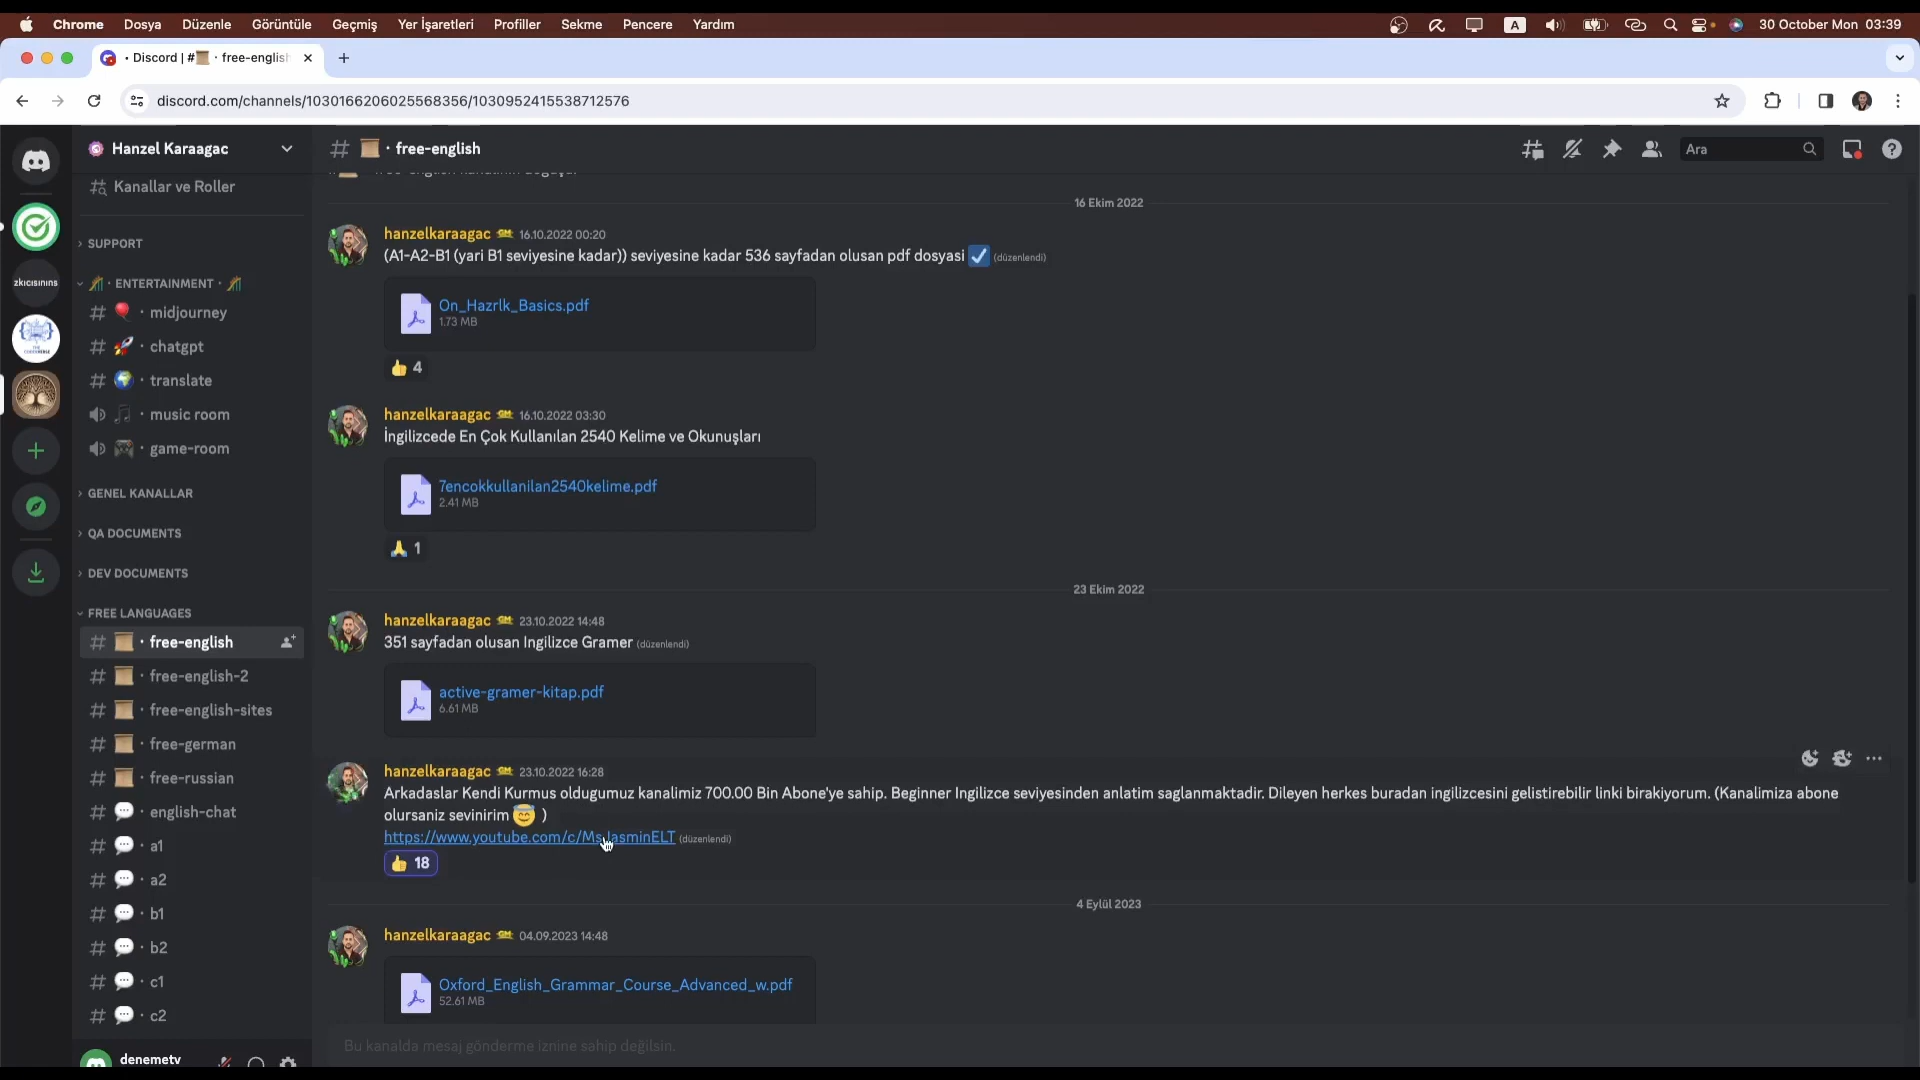 Chrome Dosya Düzenle Görüntüle Geçmiş Yer İşaretleri Profiller Sekme Pencere Yardım
A
30 October Mon 03:39
· Discord | # · free-english
discord.com/channels/1030166206025568356/1030952415538712576
Hanzel Karaagac
# · free-english
Ara
Kanallar ve Roller
SUPPORT
· ENTERTAINMENT ·
# · midjourney
# · chatgpt
# · translate
· music room
· game-room
GENEL KANALLAR
QA DOCUMENTS
DEV DOCUMENTS
FREE LANGUAGES
# · free-english
# · free-english-2
# · free-english-sites
# · free-german
# · free-russian
# · english-chat
# · a1
# · a2
# · b1
# · b2
# · c1
# · c2
denemetv
16 Ekim 2022
hanzelkaraagac 16.10.2022 00:20
(A1-A2-B1 (yari B1 seviyesine kadar)) seviyesine kadar 536 sayfadan olusan pdf dosyasi (düzenlendi)
On_Hazrlk_Basics.pdf
1.73 MB
4
hanzelkaraagac 16.10.2022 03:30
İngilizcede En Çok Kullanılan 2540 Kelime ve Okunuşları
7encokkullanilan2540kelime.pdf
2.41 MB
1
23 Ekim 2022
hanzelkaraagac 23.10.2022 14:48
351 sayfadan olusan Ingilizce Gramer (düzenlendi)
active-gramer-kitap.pdf
6.61 MB
hanzelkaraagac 23.10.2022 16:28
Arkadaslar Kendi Kurmus oldugumuz kanalimiz 700.00 Bin Abone'ye sahip. Beginner Ingilizce seviyesinden anlatim saglanmaktadir. Dileyen herkes buradan ingilizcesini gelistirebilir linki birakiyorum. (Kanalimiza abone
olursaniz sevinirim )
https://www.youtube.com/c/MsJasminELT (düzenlendi)
18
4 Eylül 2023
hanzelkaraagac 04.09.2023 14:48
Oxford_English_Grammar_Course_Advanced_w.pdf
52.61 MB
Bu kanalda mesaj gönderme iznine sahip değilsin.